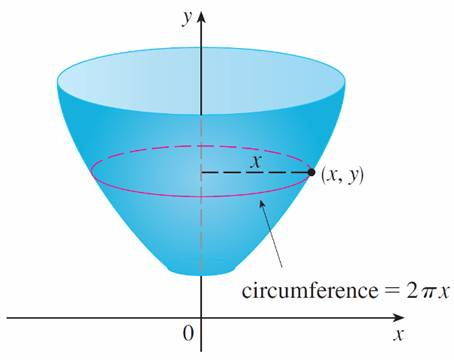 y
x
(x, y)
circumference = 2πx
0
x